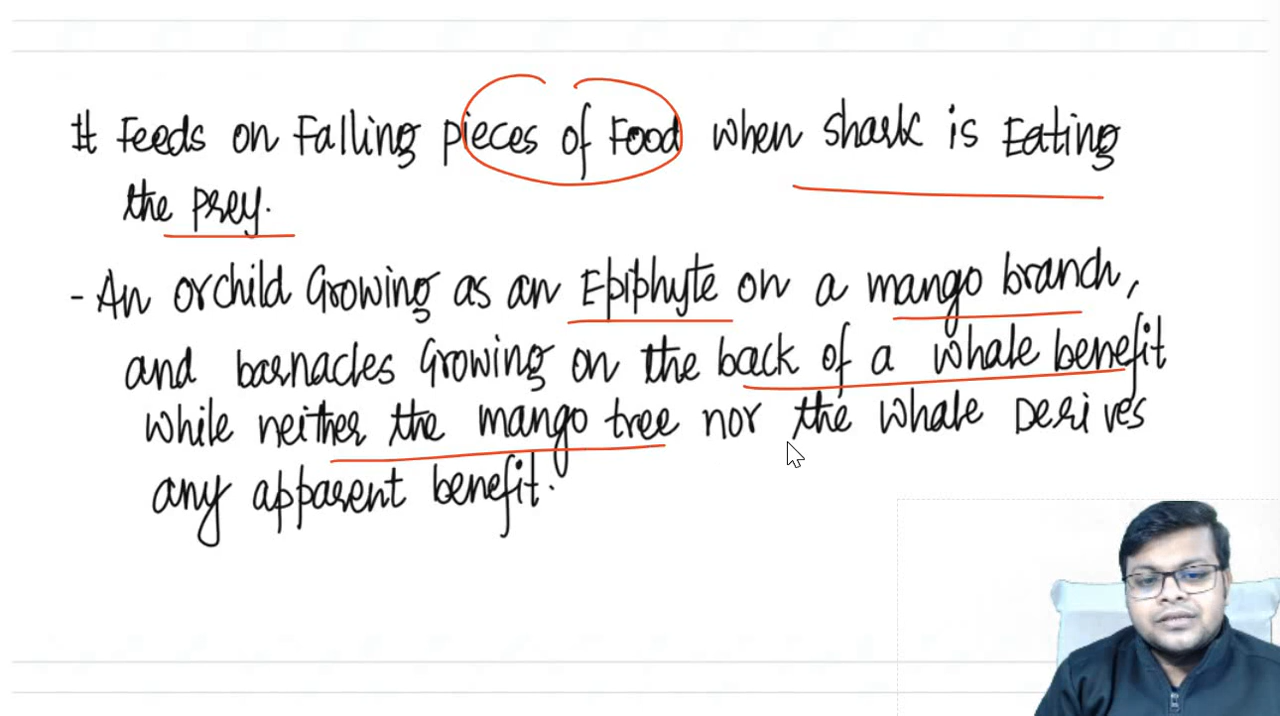 # Feeds on Falling pieces of Food when shark is Eating
the prey.
- An orchild Growing as an Epiphyte on a mango branch,
and barnacles Growing on the back of a whale benefit
while neither the mango tree nor the whale Derives
any apparent benefit.